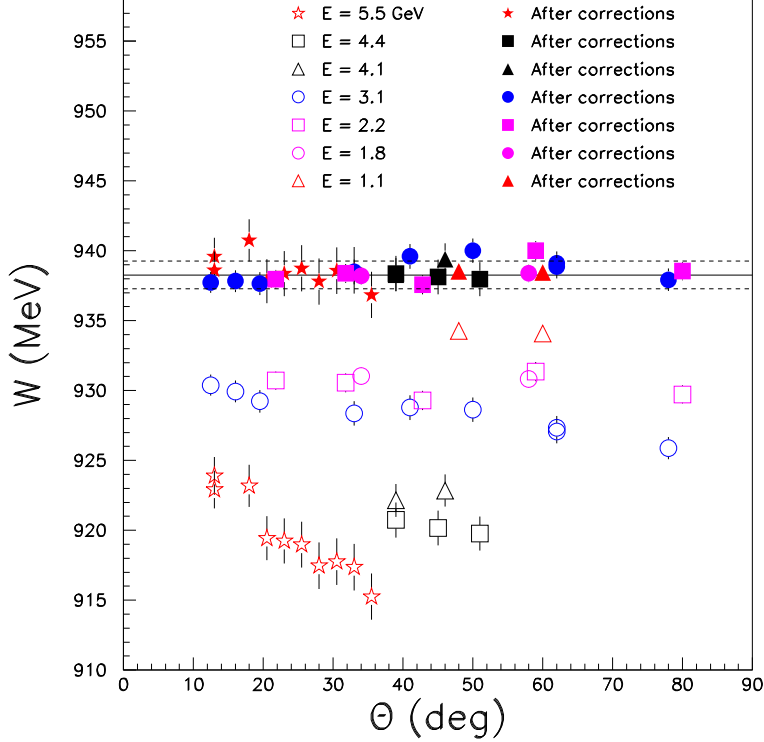 955
E = 5.5 GeV After corrections
E = 4.4 After corrections
E = 4.1 After corrections
E = 3.1 After corrections
E = 2.2 After corrections
E = 1.8 After corrections
E = 1.1 After corrections
950
945
940
935
930
925
920
915
910
W (MeV)
0 10 20 30 40 50 60 70 80 90
Θ (deg)